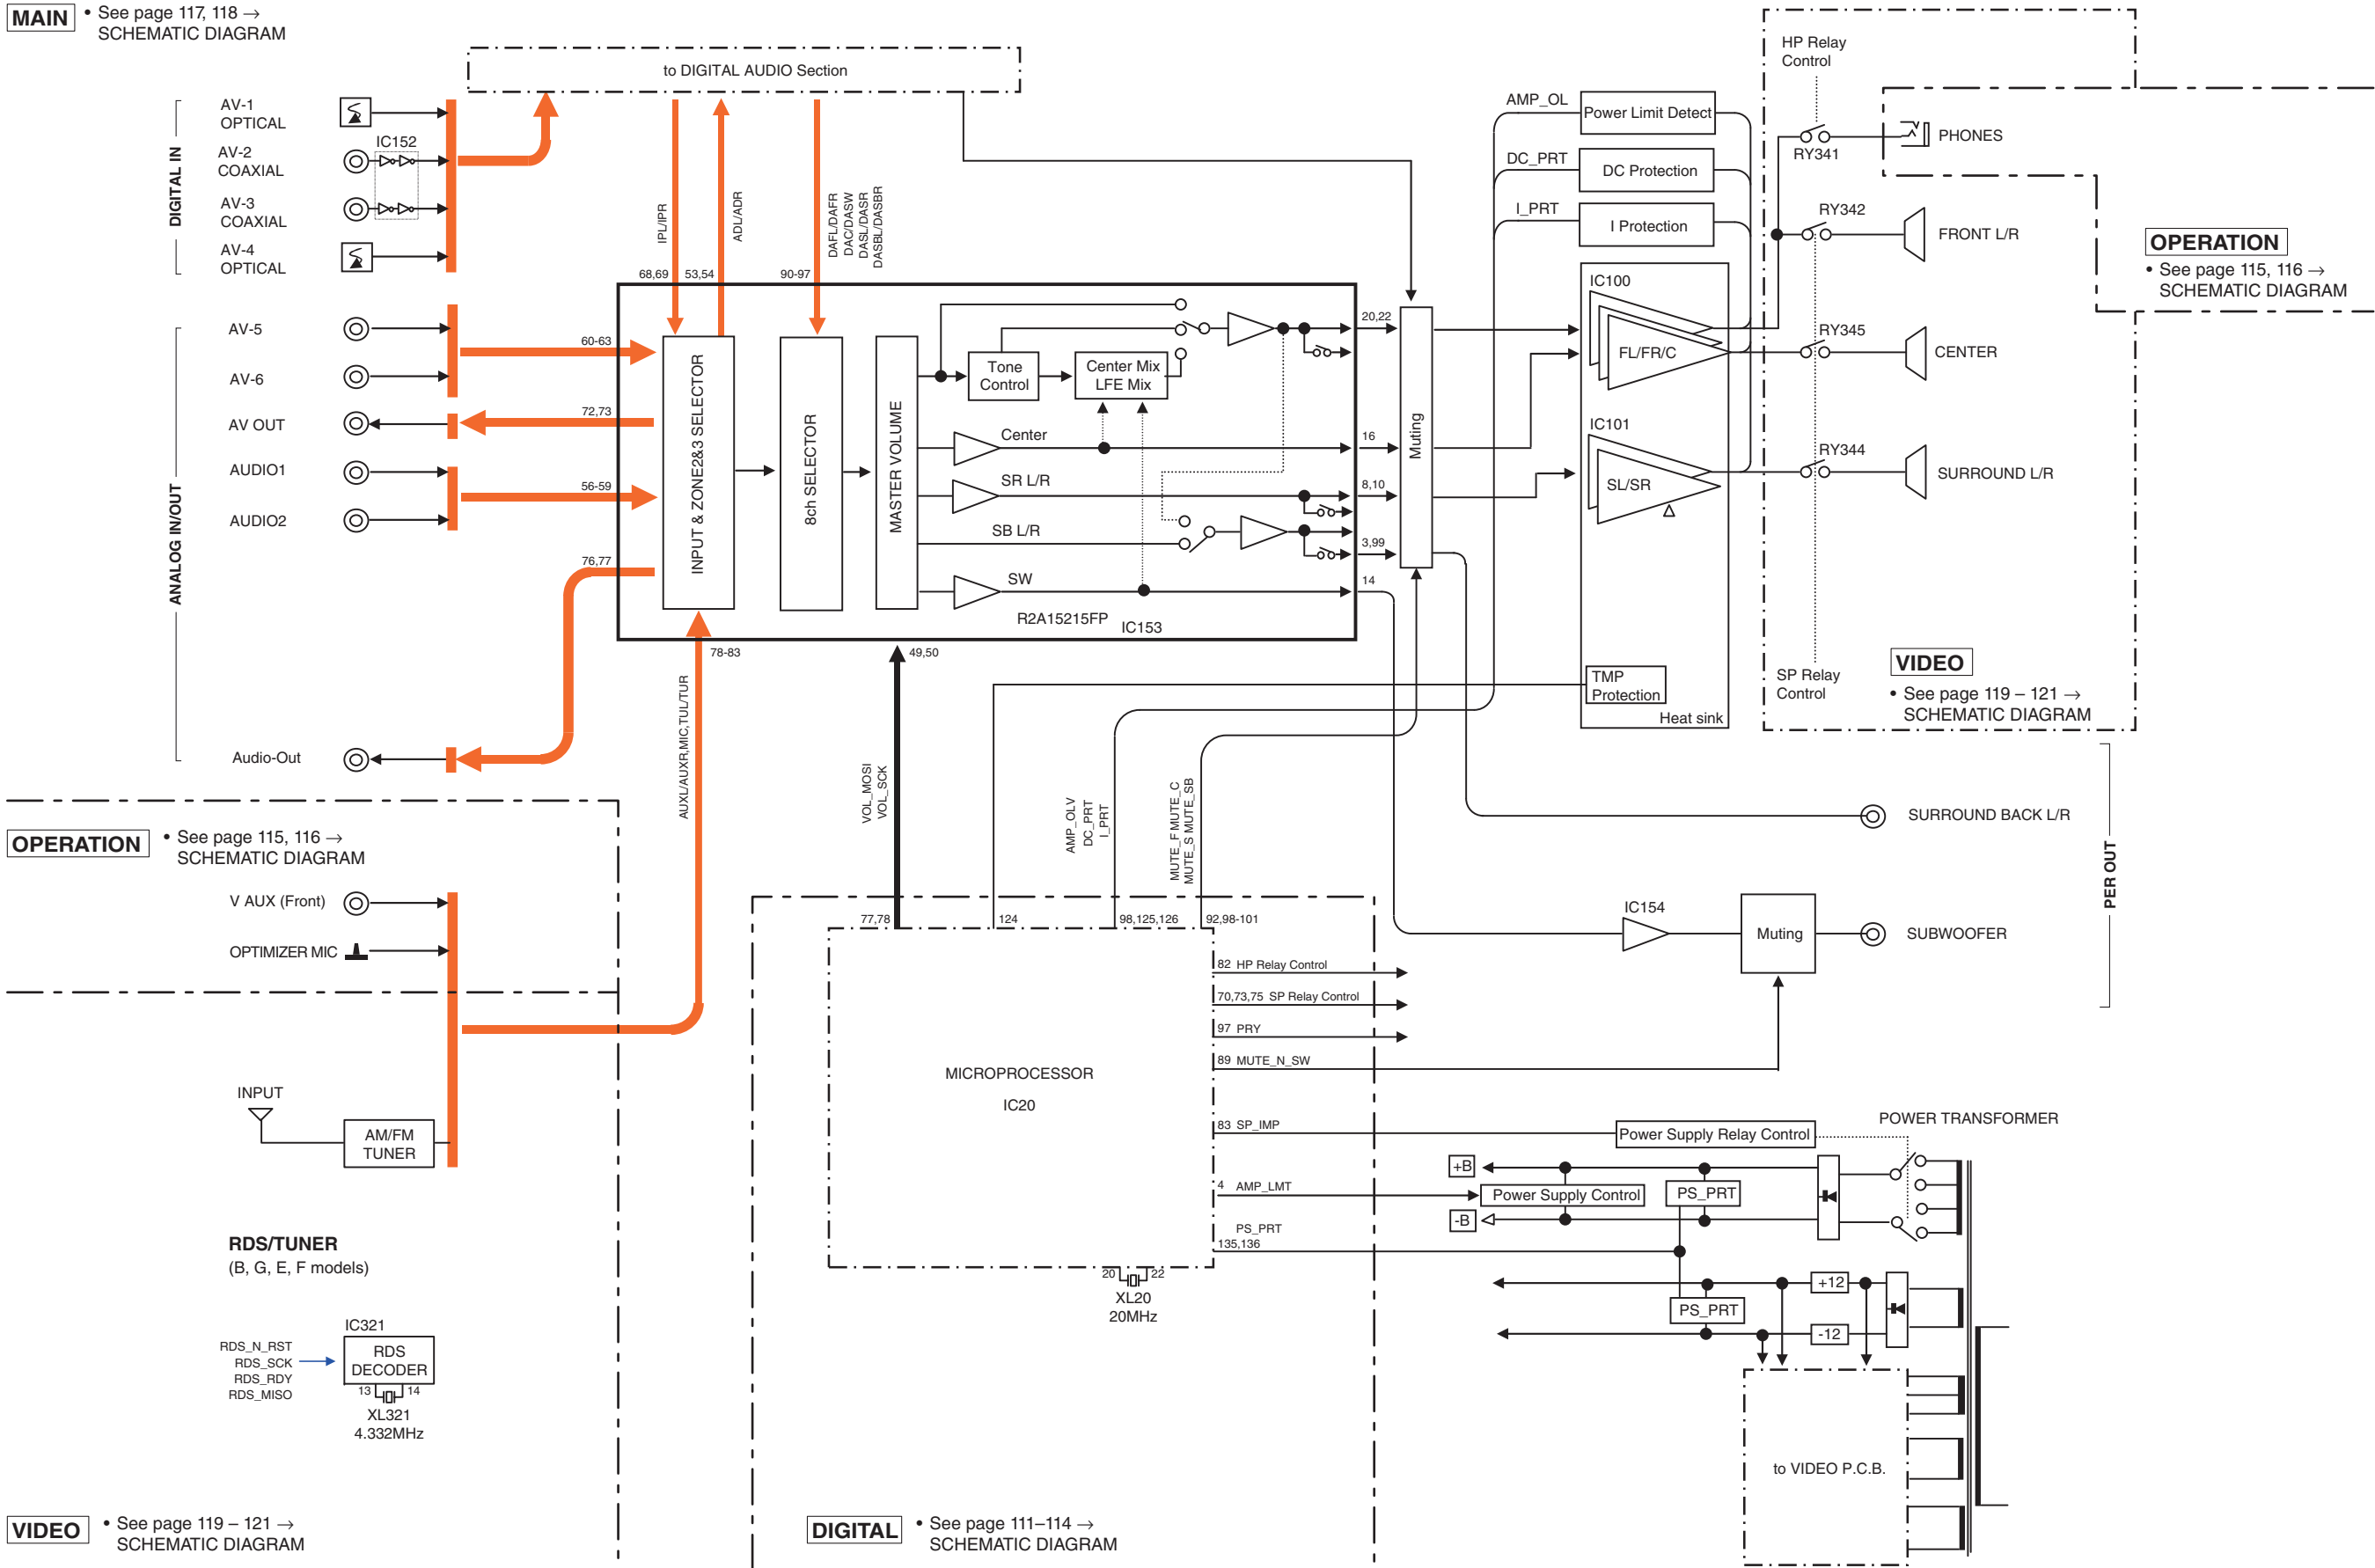 MAIN
• See page 117, 118 →
SCHEMATIC DIAGRAM
to DIGITAL AUDIO Section
DIGITAL IN
AV-1
OPTICAL
IC152
AV-2
COAXIAL
AV-3
COAXIAL
AV-4
OPTICAL
ANALOG IN/OUT
AV-5
AV-6
AV OUT
AUDIO1
AUDIO2
Audio-Out
IPL/IPR
ADL/ADR
DAFL/DAFR
DAC/DASW
DASL/DASR
DASBL/DASBR
68,69
53,54
90-97
60-63
72,73
56-59
76,77
INPUT & ZONE2&3 SELECTOR
8ch SELECTOR
MASTER VOLUME
Tone
Control
Center Mix
LFE Mix
Center
SR L/R
SB L/R
SW
R2A15215FP
IC153
20,22
16
8,10
3,99
14
Muting
78-83
49,50
AUXL/AUXR,MIC,TUL/TUR
VOL_MOSI
VOL_SCK
AMP_OLV
DC_PRT
I_PRT
MUTE_F MUTE_C
MUTE_S MUTE_SB
AMP_OL
Power Limit Detect
DC_PRT
DC Protection
I_PRT
I Protection
IC100
FL/FR/C
IC101
SL/SR
TMP
Protection
Heat sink
HP Relay
Control
RY341
PHONES
RY342
FRONT L/R
RY345
CENTER
RY344
SURROUND L/R
SP Relay
Control
OPERATION
• See page 115, 116 →
SCHEMATIC DIAGRAM
VIDEO
• See page 119 – 121 →
SCHEMATIC DIAGRAM
SURROUND BACK L/R
PER OUT
IC154
Muting
SUBWOOFER
OPERATION
• See page 115, 116 →
SCHEMATIC DIAGRAM
V AUX (Front)
OPTIMIZER MIC
INPUT
AM/FM
TUNER
77,78
124
98,125,126
92,98-101
82 HP Relay Control
70,73,75 SP Relay Control
97 PRY
89 MUTE_N_SW
MICROPROCESSOR
IC20
83 SP_IMP
4 AMP_LMT
PS_PRT
135,136
20
22
XL20
20MHz
Power Supply Relay Control
POWER TRANSFORMER
+B
Power Supply Control
PS_PRT
-B
+12
PS_PRT
-12
to VIDEO P.C.B.
RDS/TUNER
(B, G, E, F models)
IC321
RDS_N_RST
RDS_SCK
RDS_RDY
RDS_MISO
RDS
DECODER
13
14
XL321
4.332MHz
VIDEO
• See page 119 – 121 →
SCHEMATIC DIAGRAM
DIGITAL
• See page 111–114 →
SCHEMATIC DIAGRAM